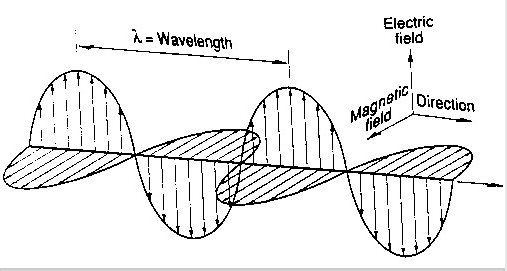 λ = Wavelength
Electric
field
Magnetic
field
Direction